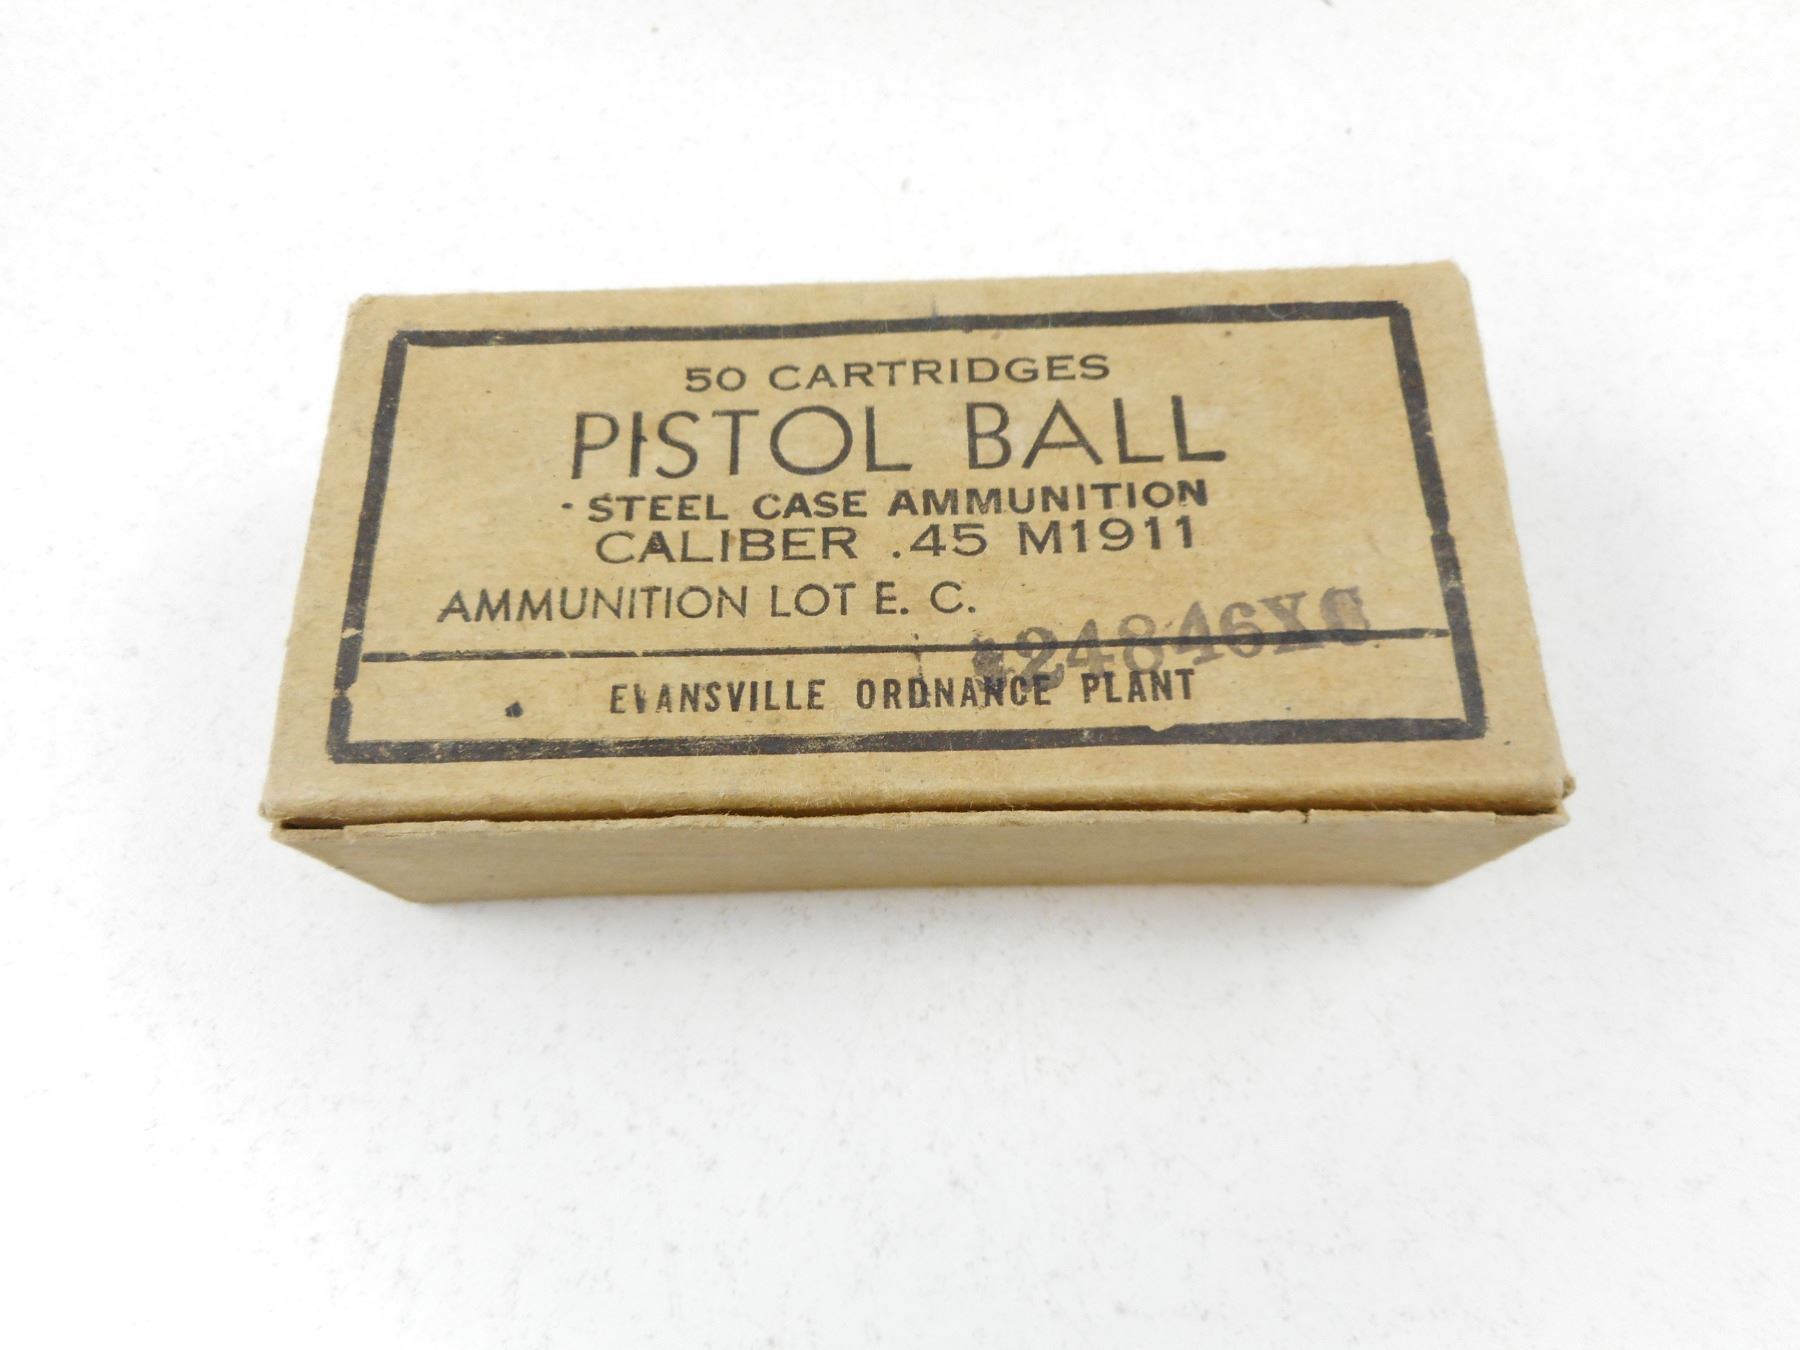 50 CARTRIDGES
PISTOL BALL
STEEL CASE AMMUNITION
CALIBER .45 M1911
AMMUNITION LOT E. C.
EVANSVILLE ORDNANCE PLANT